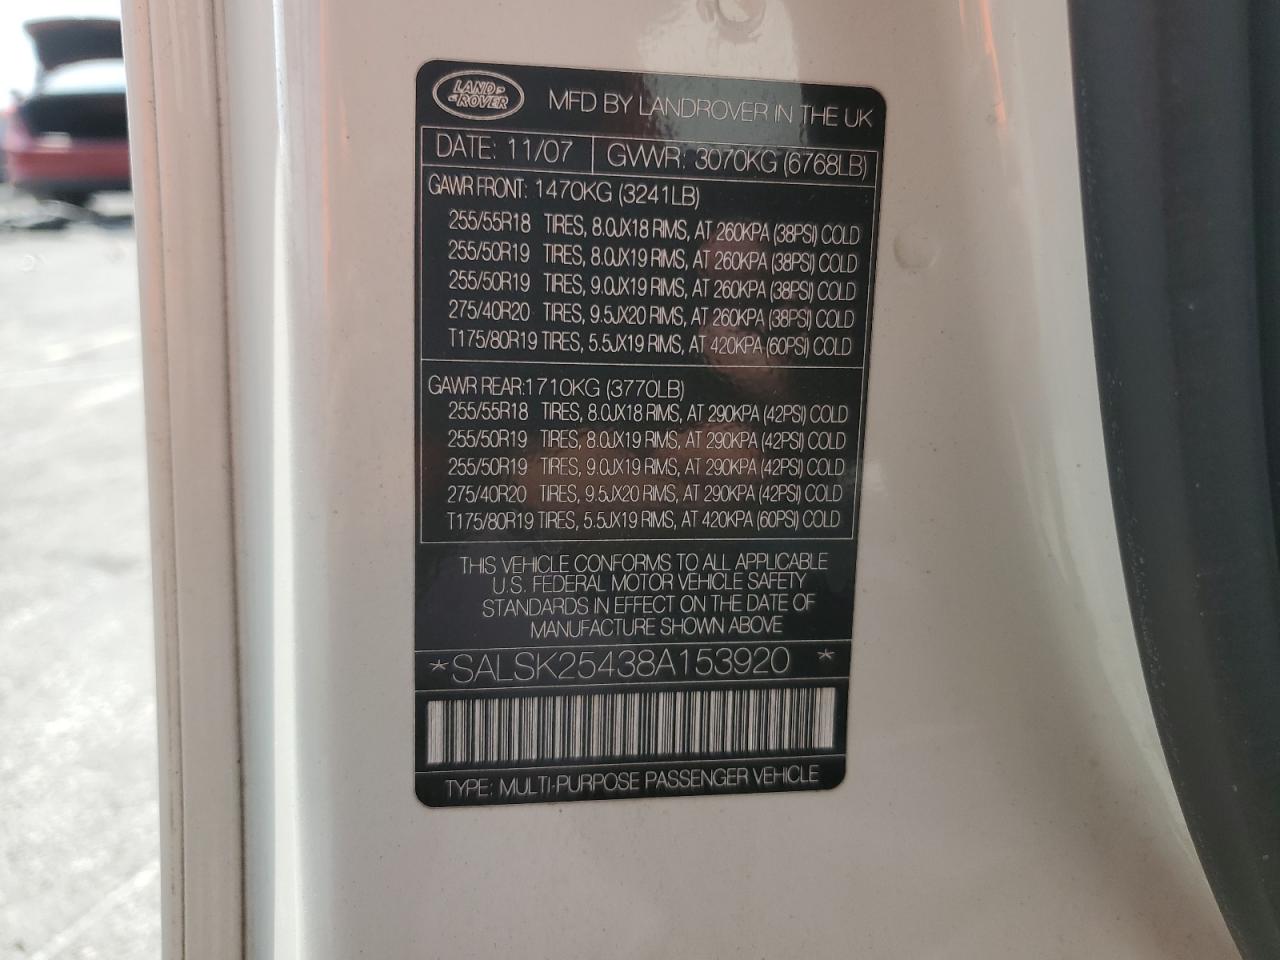 LAND
ROVER
MFD BY LANDROVER IN THE UK
DATE: 11/07 GVWR: 3070KG (6768LB)
GAWR FRONT: 1470KG (3241LB)
255/55R18 TIRES, 8.0JX18 RIMS, AT 260KPA (38PSI) COLD
255/50R19 TIRES, 8.0JX19 RIMS, AT 260KPA (38PSI) COLD
255/50R19 TIRES, 9.0JX19 RIMS, AT 260KPA (38PSI) COLD
275/40R20 TIRES, 9.5JX20 RIMS, AT 260KPA (38PSI) COLD
T175/80R19 TIRES, 5.5JX19 RIMS, AT 420KPA (60PSI) COLD
GAWR REAR:1710KG (3770LB)
255/55R18 TIRES, 8.0JX18 RIMS, AT 290KPA (42PSI) COLD
255/50R19 TIRES, 8.0JX19 RIMS, AT 290KPA (42PSI) COLD
255/50R19 TIRES, 9.0JX19 RIMS, AT 290KPA (42PSI) COLD
275/40R20 TIRES, 9.5JX20 RIMS, AT 290KPA (42PSI) COLD
T175/80R19 TIRES, 5.5JX19 RIMS, AT 420KPA (60PSI) COLD
THIS VEHICLE CONFORMS TO ALL APPLICABLE
U.S. FEDERAL MOTOR VEHICLE SAFETY
STANDARDS IN EFFECT ON THE DATE OF
MANUFACTURE SHOWN ABOVE
*SALSK25438A153920 *
TYPE: MULTI-PURPOSE PASSENGER VEHICLE